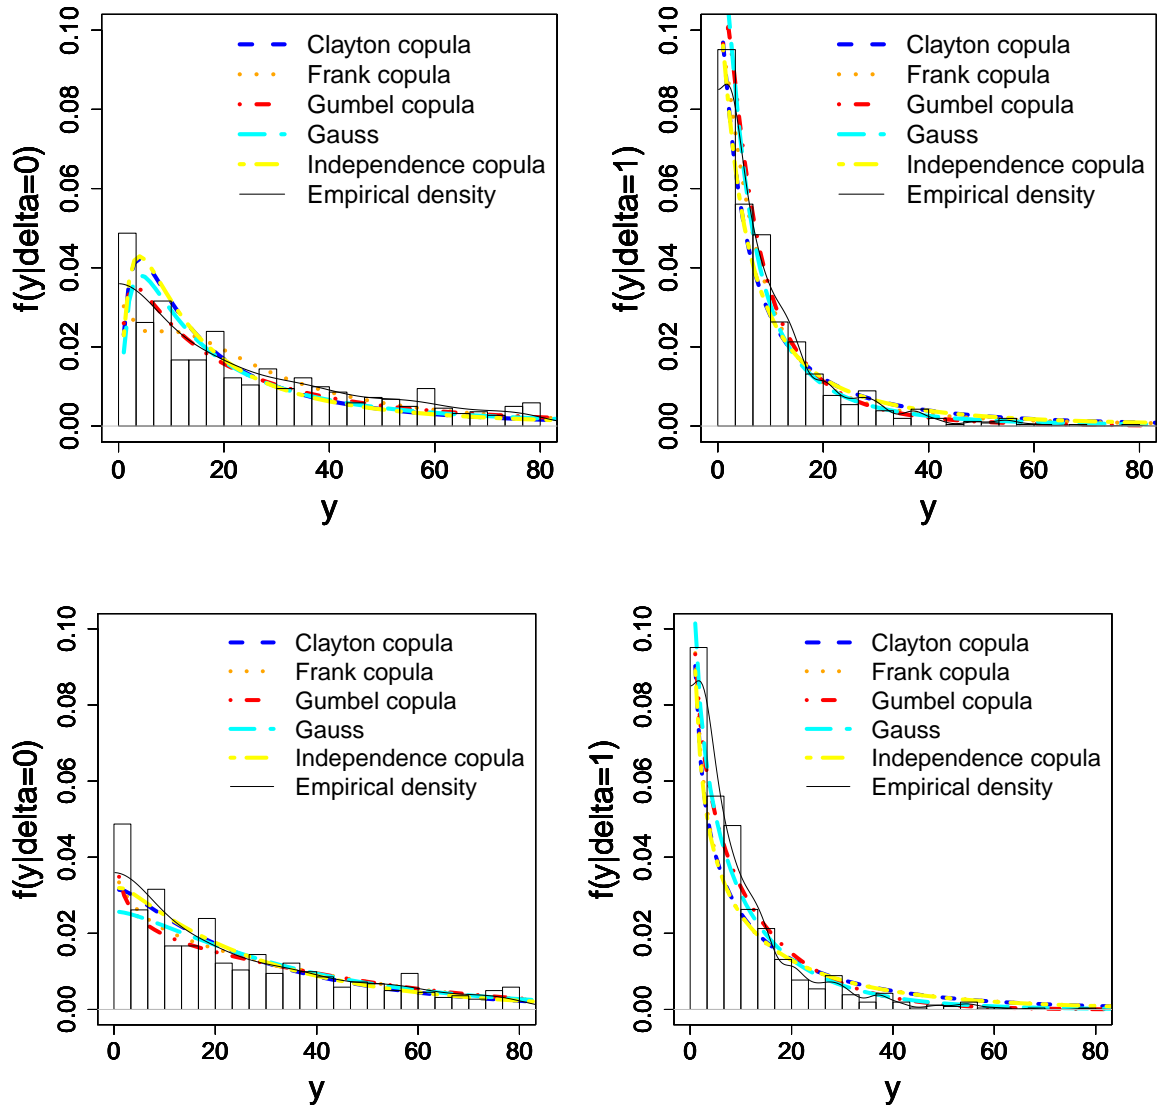 f(y|delta=0)
0.00 0.02 0.04 0.06 0.08 0.10
Clayton copula
Frank copula
Gumbel copula
Gauss
Independence copula
Empirical density
0 20 40 60 80
y
f(y|delta=1)
0.00 0.02 0.04 0.06 0.08 0.10
Clayton copula
Frank copula
Gumbel copula
Gauss
Independence copula
Empirical density
0 20 40 60 80
y
f(y|delta=0)
0.00 0.02 0.04 0.06 0.08 0.10
Clayton copula
Frank copula
Gumbel copula
Gauss
Independence copula
Empirical density
0 20 40 60 80
y
f(y|delta=1)
0.00 0.02 0.04 0.06 0.08 0.10
Clayton copula
Frank copula
Gumbel copula
Gauss
Independence copula
Empirical density
0 20 40 60 80
y